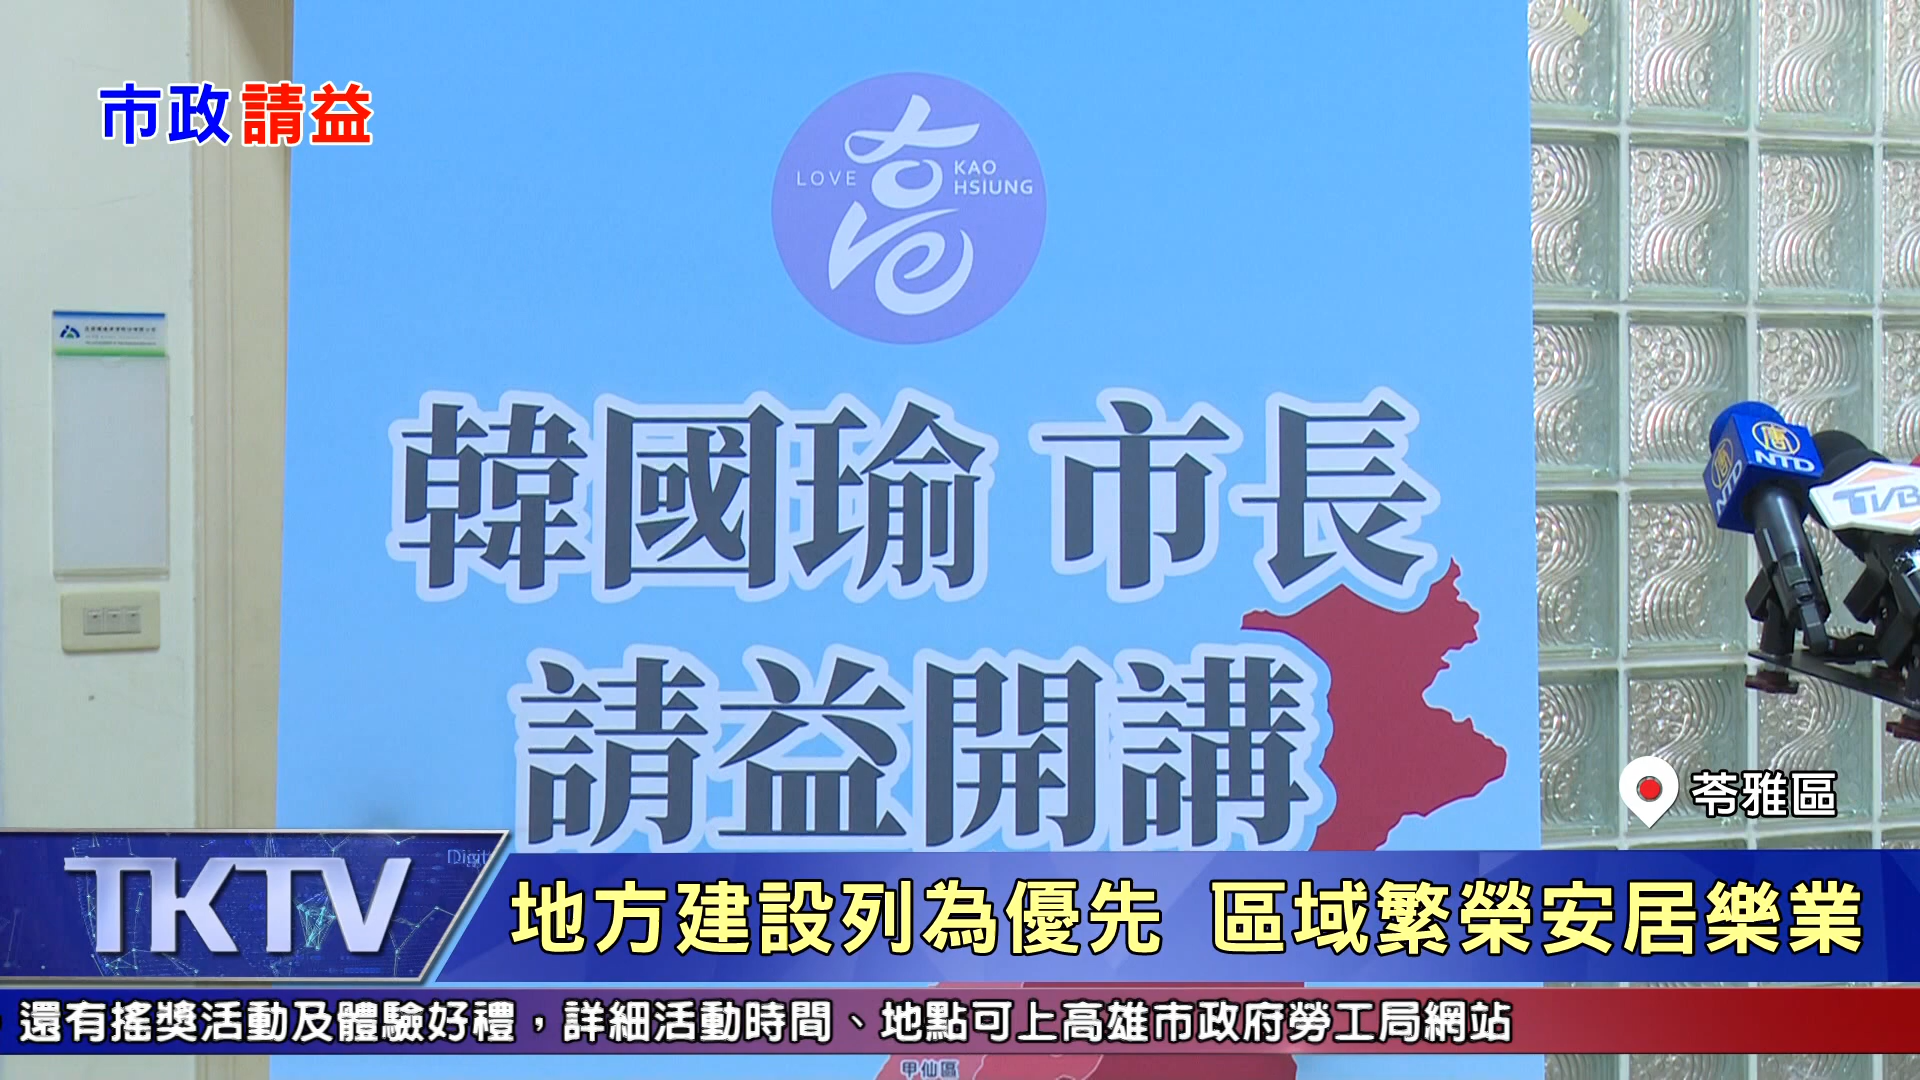 市政請益
LOVE
KAO
HSIUNG
韓國瑜 市長
請益開講
NTD
NTD
TVB
苓雅區
TKTV
地方建設列為優先 區域繁榮安居樂業
還有搖獎活動及體驗好禮,詳細活動時間、地點可上高雄市政府勞工局網站
甲仙區